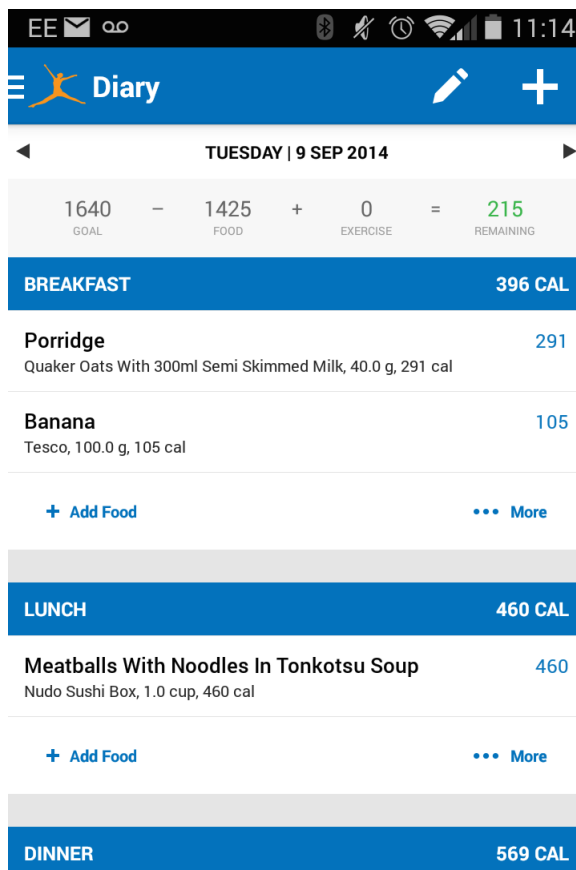 EE 11:14
Diary
TUESDAY | 9 SEP 2014
1640 – 1425 + 0 = 215
GOAL FOOD EXERCISE REMAINING
BREAKFAST 396 CAL
Porridge 291
Quaker Oats With 300ml Semi Skimmed Milk, 40.0 g, 291 cal
Banana 105
Tesco, 100.0 g, 105 cal
+ Add Food ••• More
LUNCH 460 CAL
Meatballs With Noodles In Tonkotsu Soup 460
Nudo Sushi Box, 1.0 cup, 460 cal
+ Add Food ••• More
DINNER 569 CAL